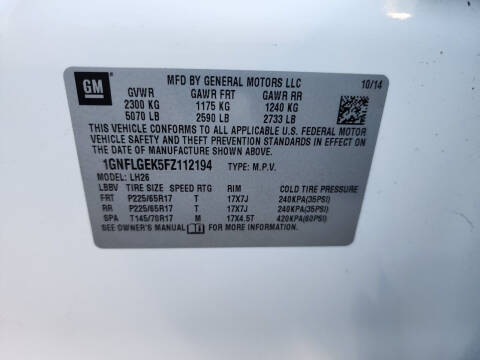 GM
MFD BY GENERAL MOTORS LLC 10/14
GVWR GAWR FRT GAWR RR
2300 KG 1175 KG 1240 KG
5070 LB 2590 LB 2733 LB
THIS VEHICLE CONFORMS TO ALL APPLICABLE U.S. FEDERAL MOTOR
VEHICLE SAFETY AND THEFT PREVENTION STANDARDS IN EFFECT
ON THE DATE OF MANUFACTURE SHOWN ABOVE.
1GNFLGEK5FZ112194 TYPE: M.P.V.
MODEL: LH26
LBBV TIRE SIZE SPEED RTG RIM COLD TIRE PRESSURE
FRT P225/65R17 T 17X7J 240KPA(35PSI)
RR P225/65R17 T 17X7J 240KPA(35PSI)
SPA T145/70R17 M 17X4.5T 420KPA(60PSI)
SEE OWNER'S MANUAL